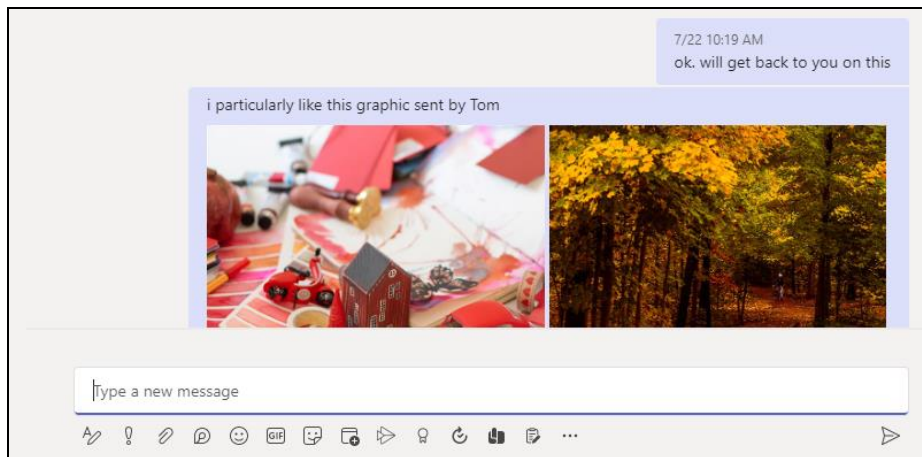 7/22 10:19 AM
ok. will get back to you on this
i particularly like this graphic sent by Tom
Type a new message
GIF